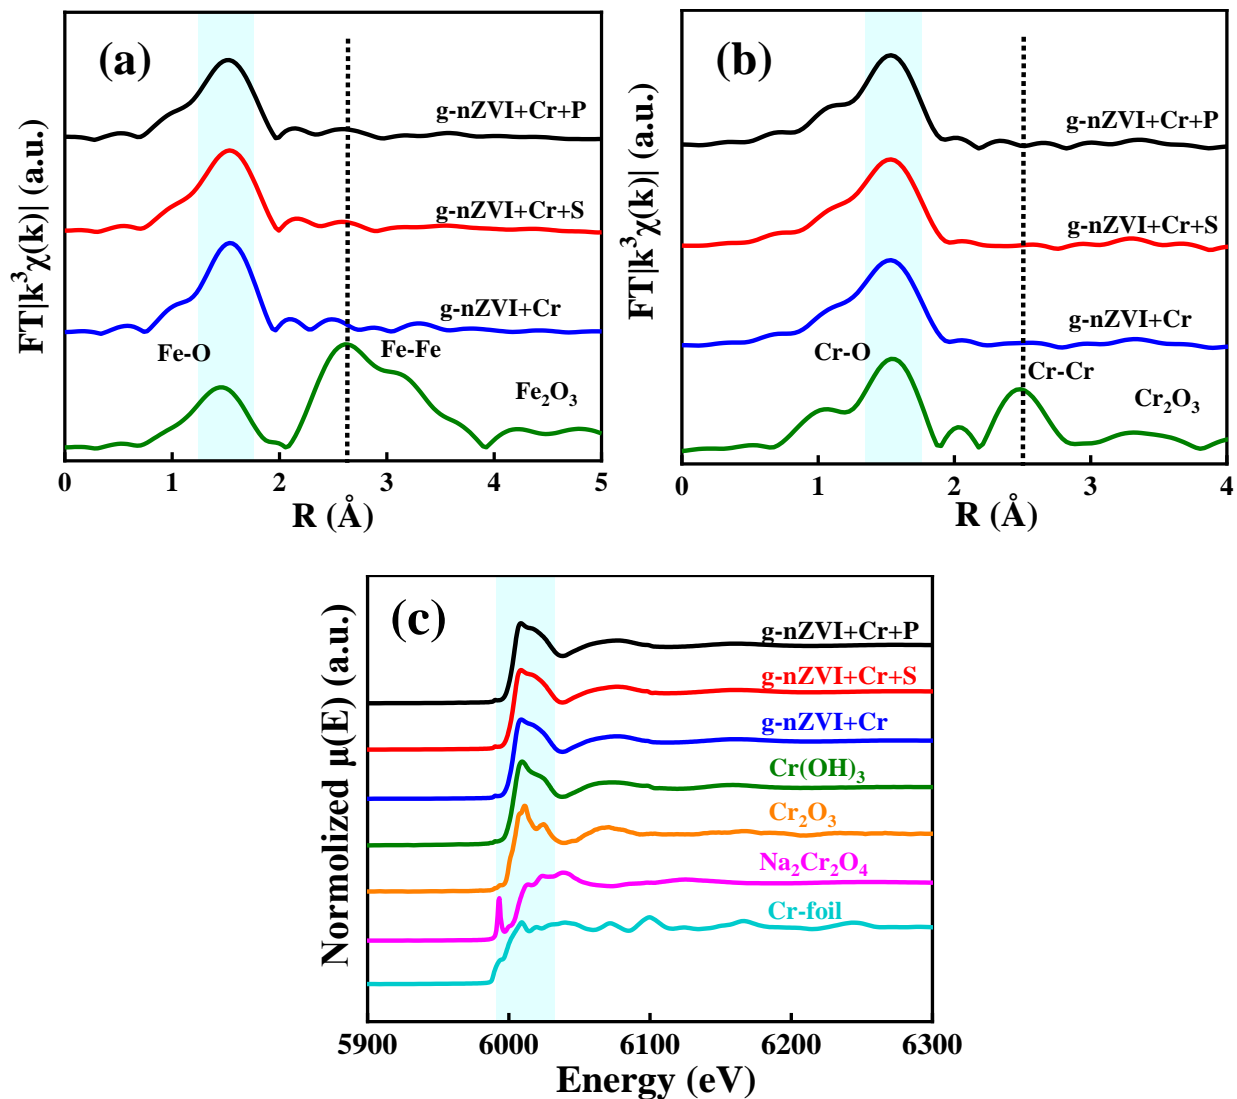 (a)
g-nZVI+Cr+P
g-nZVI+Cr+S
g-nZVI+Cr
Fe-O
Fe-Fe
Fe₂O₃
FT|k³χ(k)| (a.u.)
0 1 2 3 4 5
R (Å)
(b)
g-nZVI+Cr+P
g-nZVI+Cr+S
g-nZVI+Cr
Cr-O
Cr-Cr
Cr₂O₃
FT|k³χ(k)| (a.u.)
0 1 2 3 4
R (Å)
(c)
g-nZVI+Cr+P
g-nZVI+Cr+S
g-nZVI+Cr
Cr(OH)₃
Cr₂O₃
Na₂Cr₂O₄
Cr-foil
Normolized μ(E) (a.u.)
5900 6000 6100 6200 6300
Energy (eV)